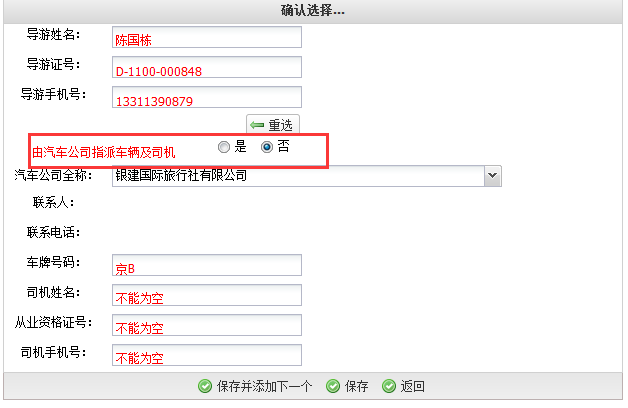 确认选择...
导游姓名： 陈国栋
导游证号： D-1100-000848
导游手机号： 13311390879
重选
由汽车公司指派车辆及司机 是 否
汽车公司全称： 银建国际旅行社有限公司
联系人：
联系电话：
车牌号码： 京B
司机姓名： 不能为空
从业资格证号： 不能为空
司机手机号： 不能为空
保存并添加下一个 保存 返回